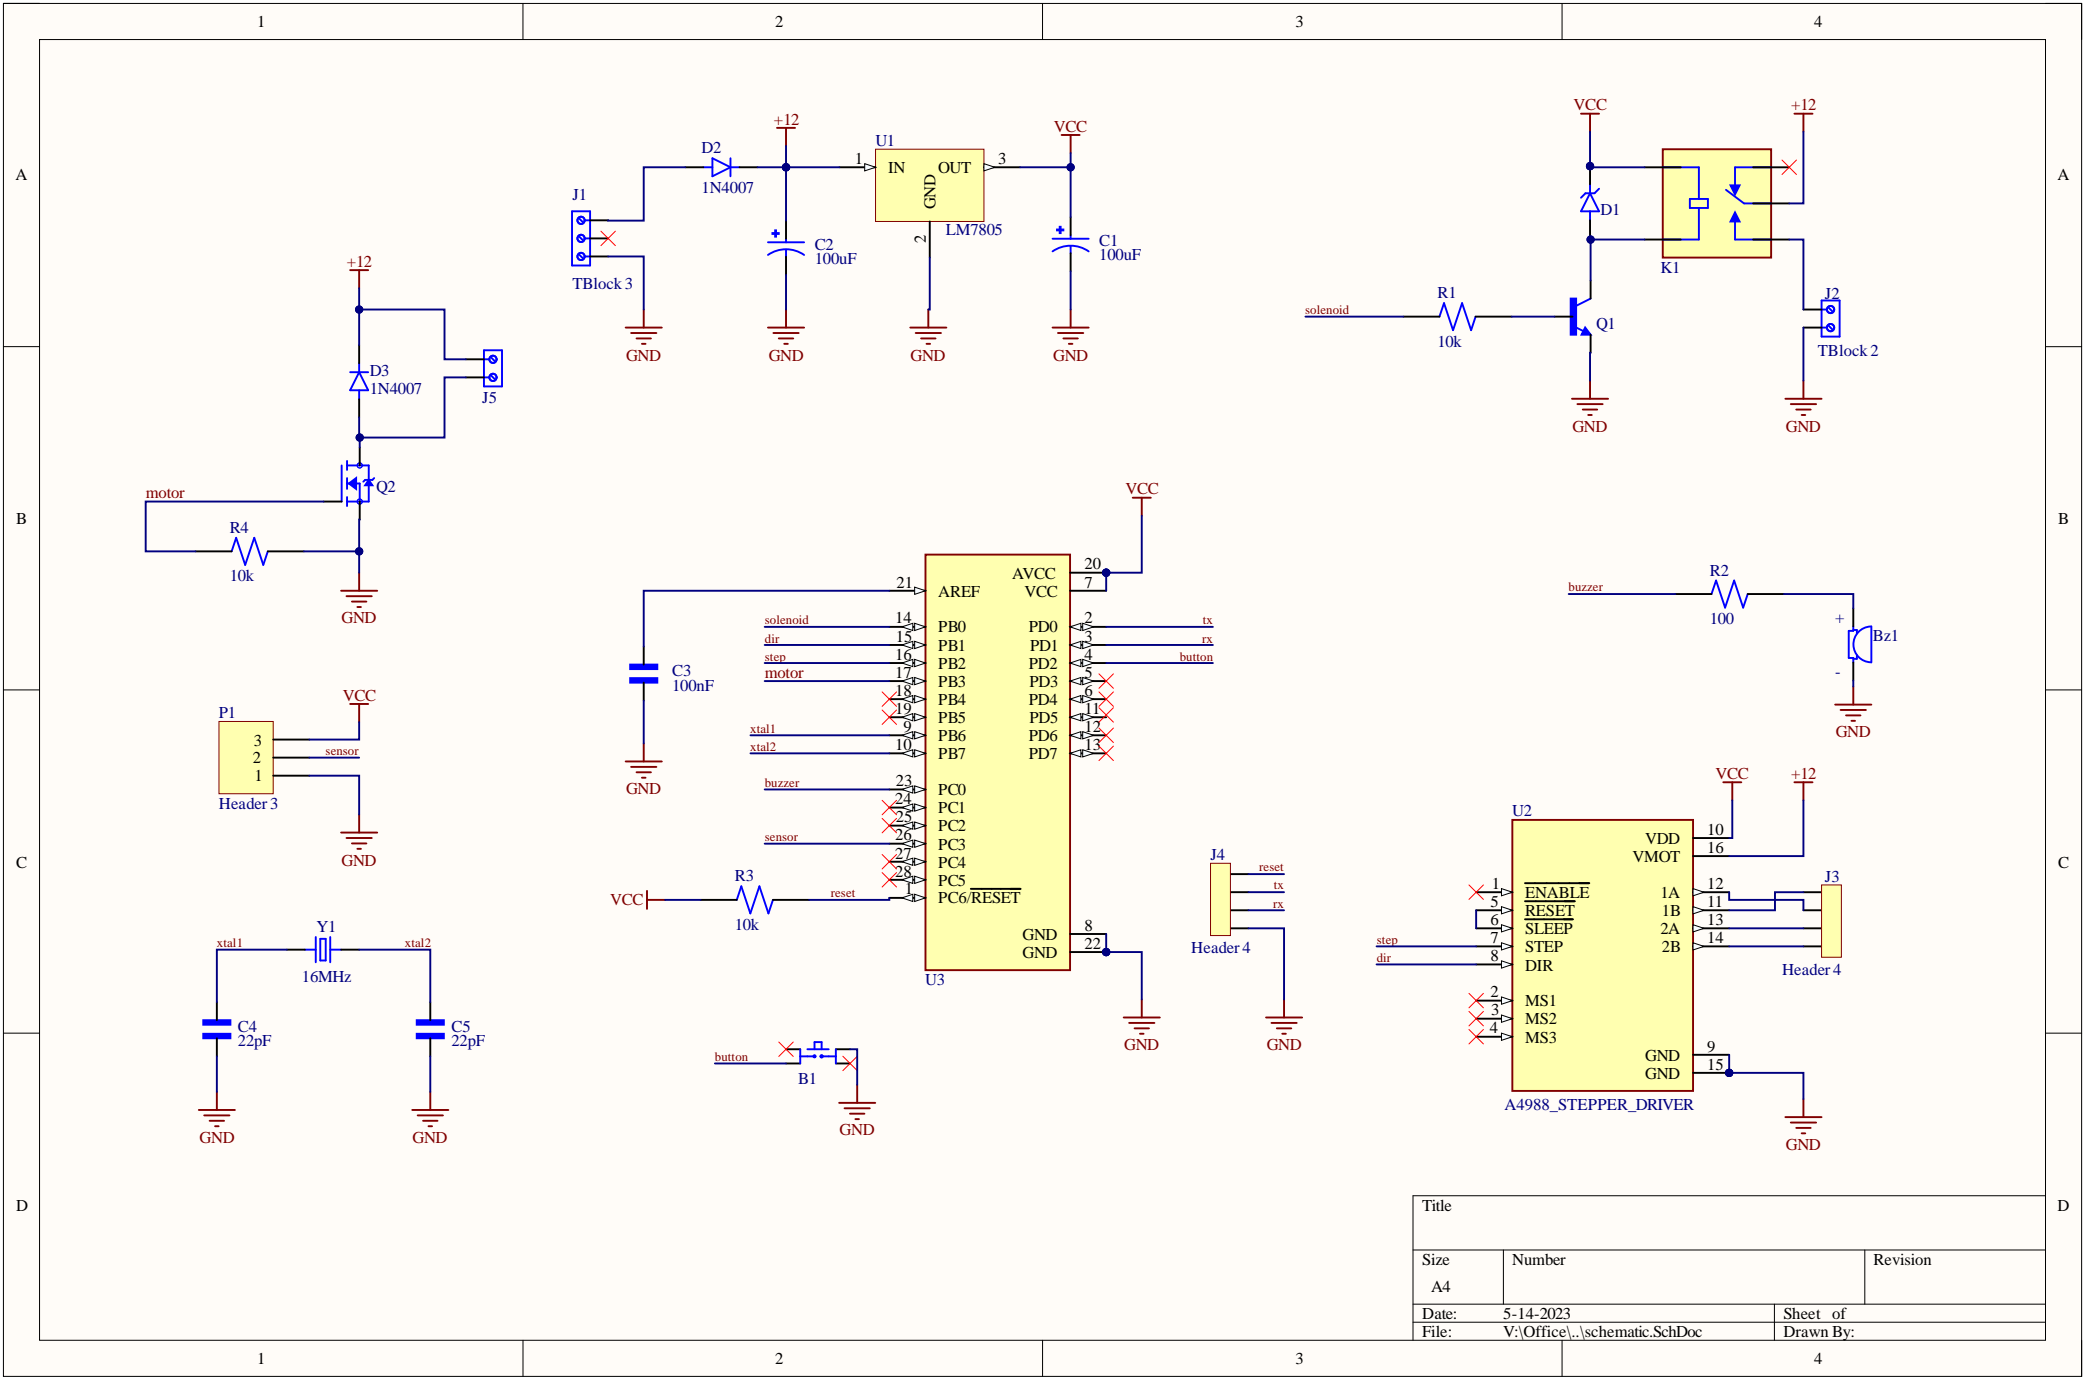 1
2
3
4
A
A
B
B
C
C
D
D
1
2
3
4
+12
D2
1N4007
J1
TBlock 3
GND
C2
100uF
GND
U1
1
IN
OUT
3
GND
2
LM7805
GND
VCC
C1
100uF
GND
VCC
D1
K1
+12
solenoid
R1
10k
Q1
GND
J2
TBlock 2
GND
+12
D3
1N4007
J5
motor
Q2
R4
10k
GND
VCC
21
AREF
AVCC
20
VCC
7
solenoid
14
PB0
PD0
2
tx
dir
15
PB1
PD1
3
rx
step
16
PB2
PD2
4
button
motor
17
PB3
PD3
5
18
PB4
PD4
6
19
PB5
PD5
11
xtal1
9
PB6
PD6
12
xtal2
10
PB7
PD7
13
C3
100nF
GND
buzzer
23
PC0
24
PC1
25
PC2
sensor
26
PC3
27
PC4
28
PC5
VCC
R3
10k
reset
1
PC6/RESET
GND
8
GND
22
U3
GND
buzzer
R2
100
+
Bz1
-
GND
P1
VCC
3
2
sensor
1
Header 3
GND
xtal1
Y1
xtal2
16MHz
C4
22pF
C5
22pF
GND
GND
button
B1
GND
J4
reset
tx
rx
Header 4
GND
VCC
+12
U2
VDD
10
VMOT
16
1
ENABLE
1A
12
5
RESET
1B
11
6
SLEEP
2A
13
step
7
STEP
2B
14
dir
8
DIR
J3
Header 4
2
MS1
3
MS2
4
MS3
GND
9
GND
15
A4988_STEPPER_DRIVER
GND
Title
Size
Number
Revision
A4
Date:
5-14-2023
Sheet of
File:
V:\Office\..\schematic.SchDoc
Drawn By: